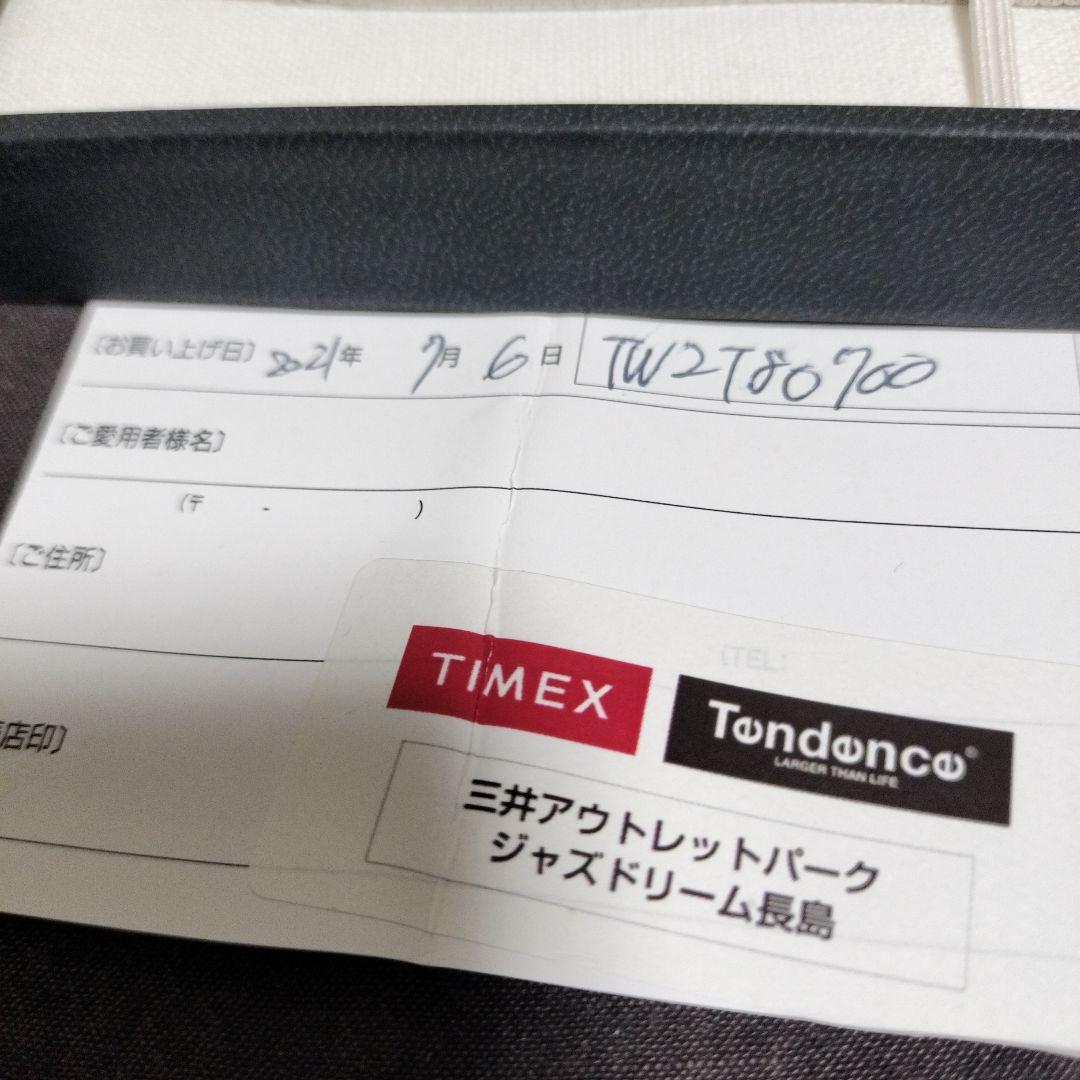 〔お買い上げ日〕 2021年 7月 6日 TW2T80700
〔ご愛用者様名〕
(〒 - )
〔ご住所〕
(TEL:
TIMEX Tendence®
LARGER THAN LIFE
店印〕
三井アウトレットパーク
ジャズドリーム長島